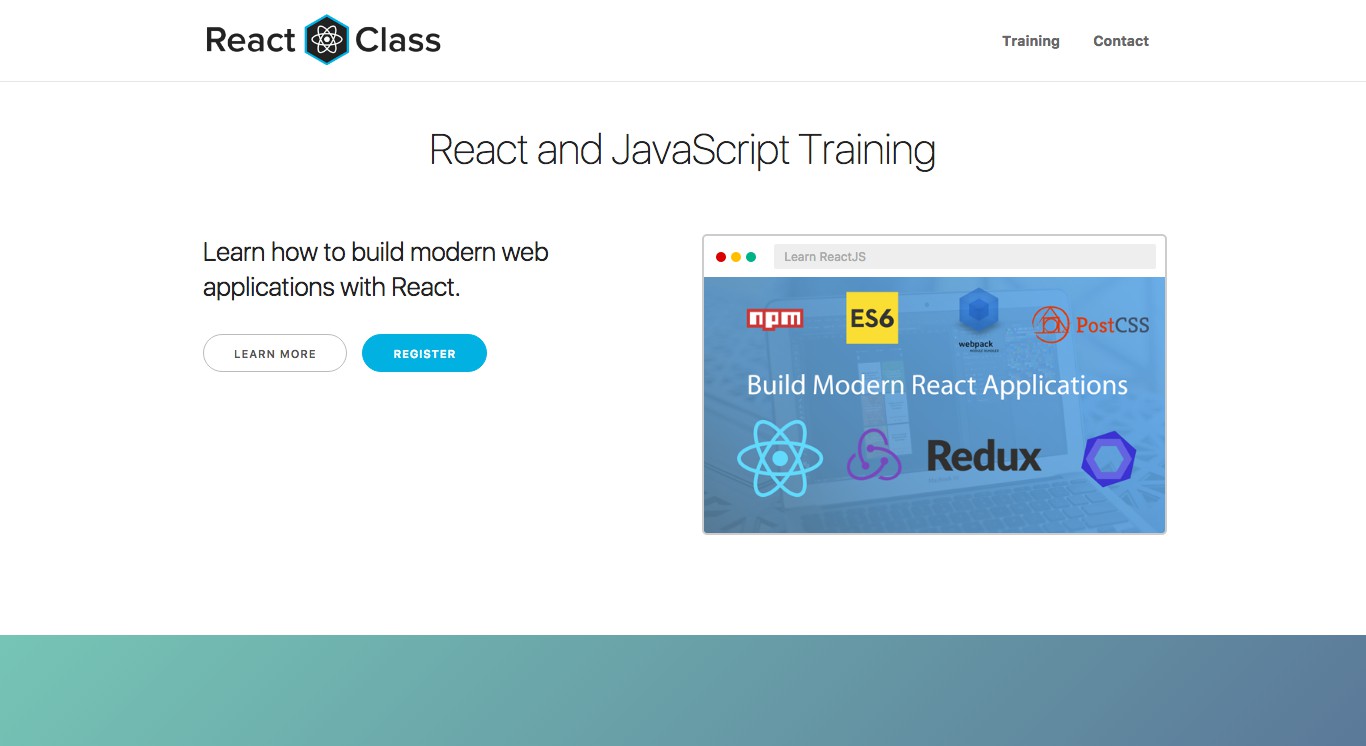 React Class
Training
Contact
React and JavaScript Training
Learn how to build modern web
applications with React.
LEARN MORE
REGISTER
Learn ReactJS
npm
ES6
webpack
PostCSS
Build Modern React Applications
Redux